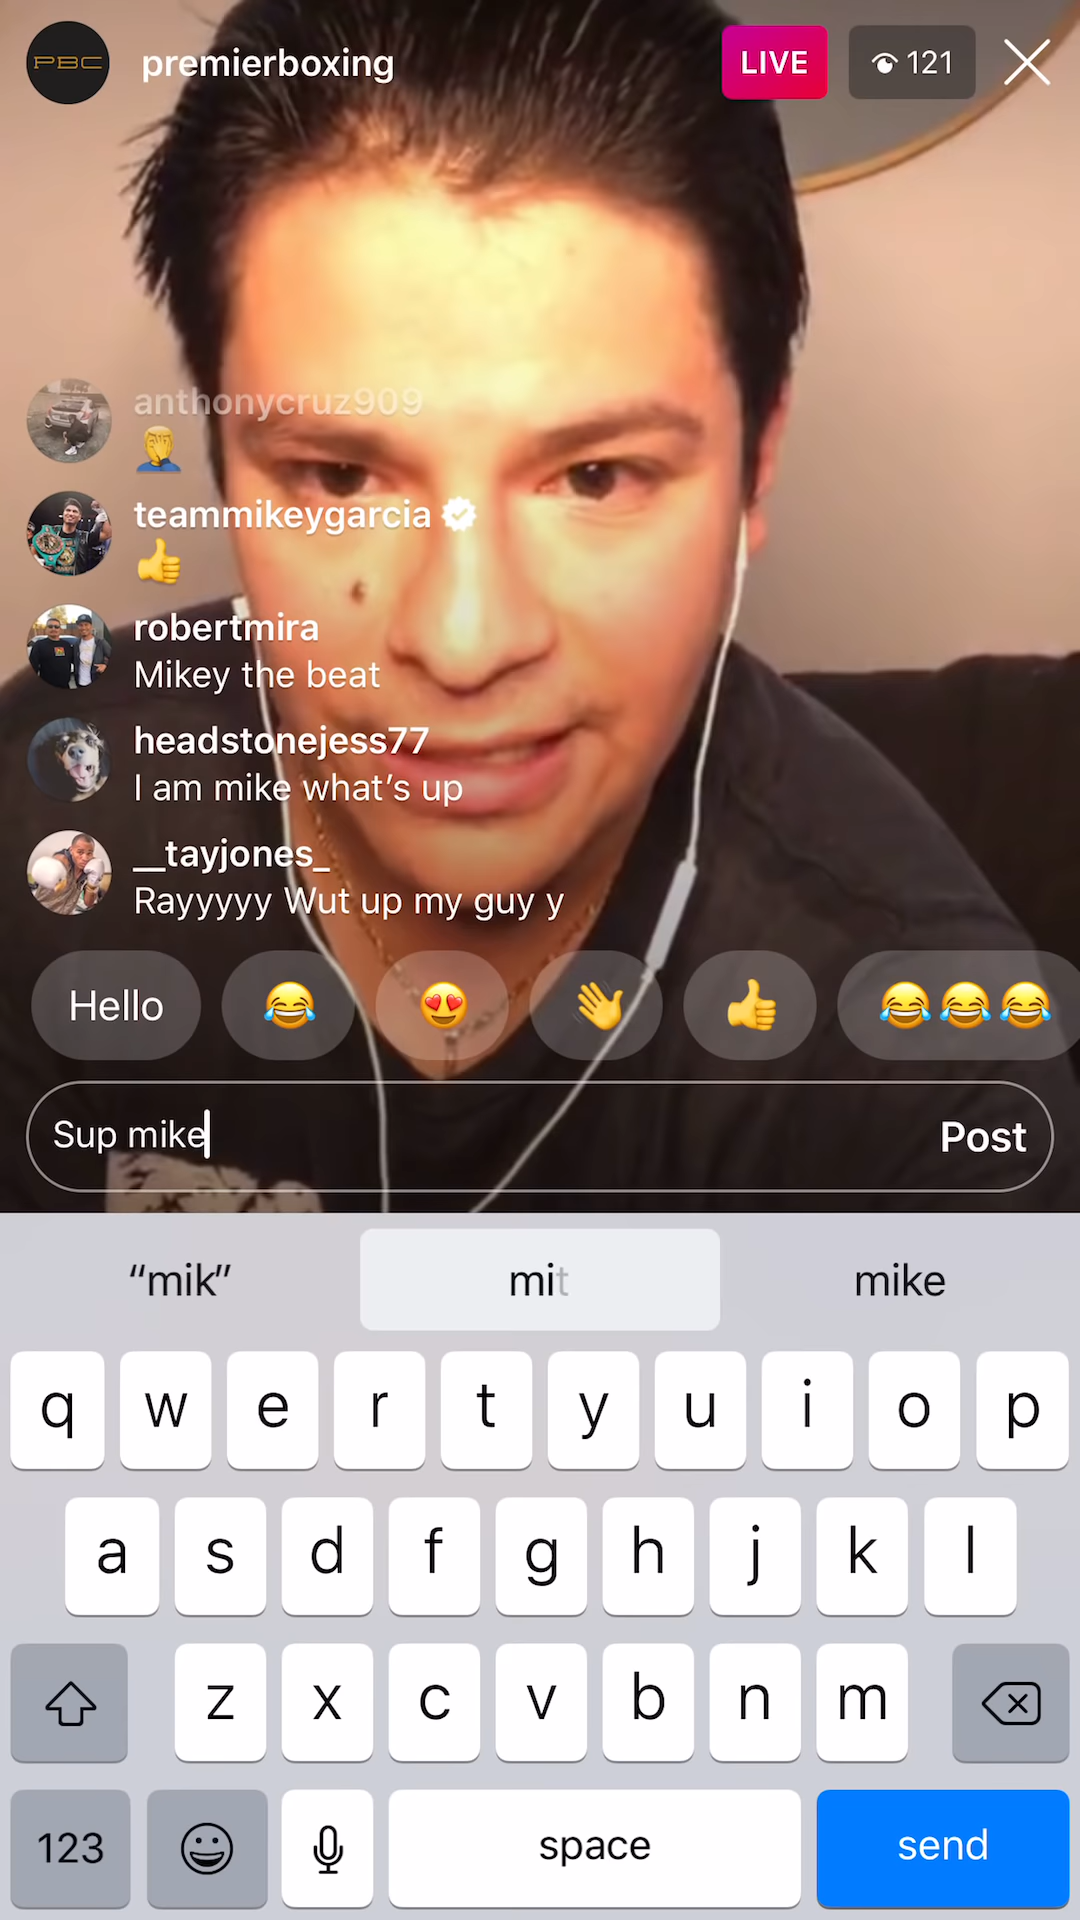 PBC premierboxing LIVE 121
anthonycruz909
🤦
teammikeygarcia
👍
robertmira
Mikey the beat
headstonejess77
I am mike what’s up
__tayjones_
Rayyyyy Wut up my guy y
Hello 😂 😍 👋 👍 😂😂😂
Sup mike Post
“mik” mit mike
q w e r t y u i o p
a s d f g h j k l
z x c v b n m
123 space send